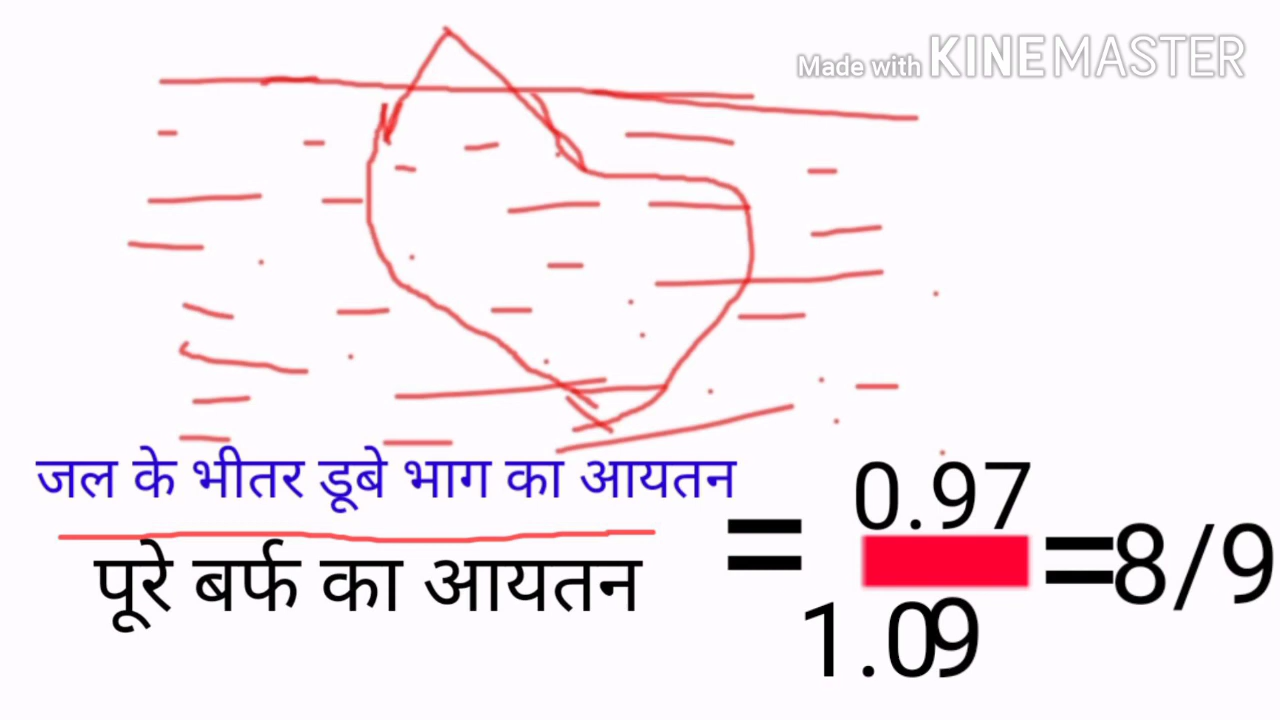 Made with KINEMASTER
जल के भीतर डूबे भाग का आयतन
पूरे बर्फ का आयतन
= 0.97
1.09
=8/9